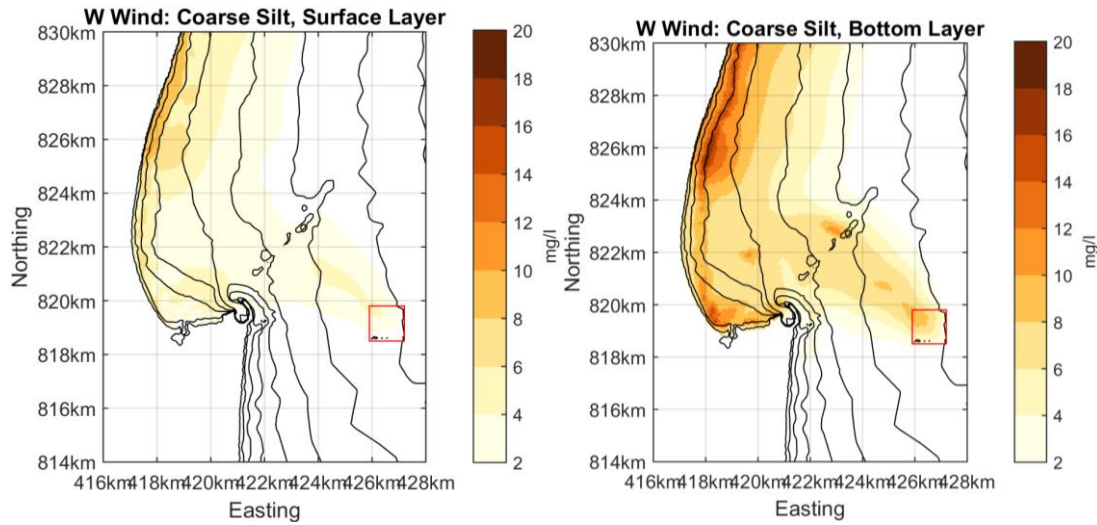 W Wind: Coarse Silt, Surface Layer
830km
828km
826km
824km
822km
820km
818km
816km
814km
Northing
416km418km420km422km424km426km428km
Easting
20
18
16
14
12
10
8
6
4
2
mg/l
W Wind: Coarse Silt, Bottom Layer
830km
828km
826km
824km
822km
820km
818km
816km
814km
Northing
416km418km420km422km424km426km428km
Easting
20
18
16
14
12
10
8
6
4
2
mg/l